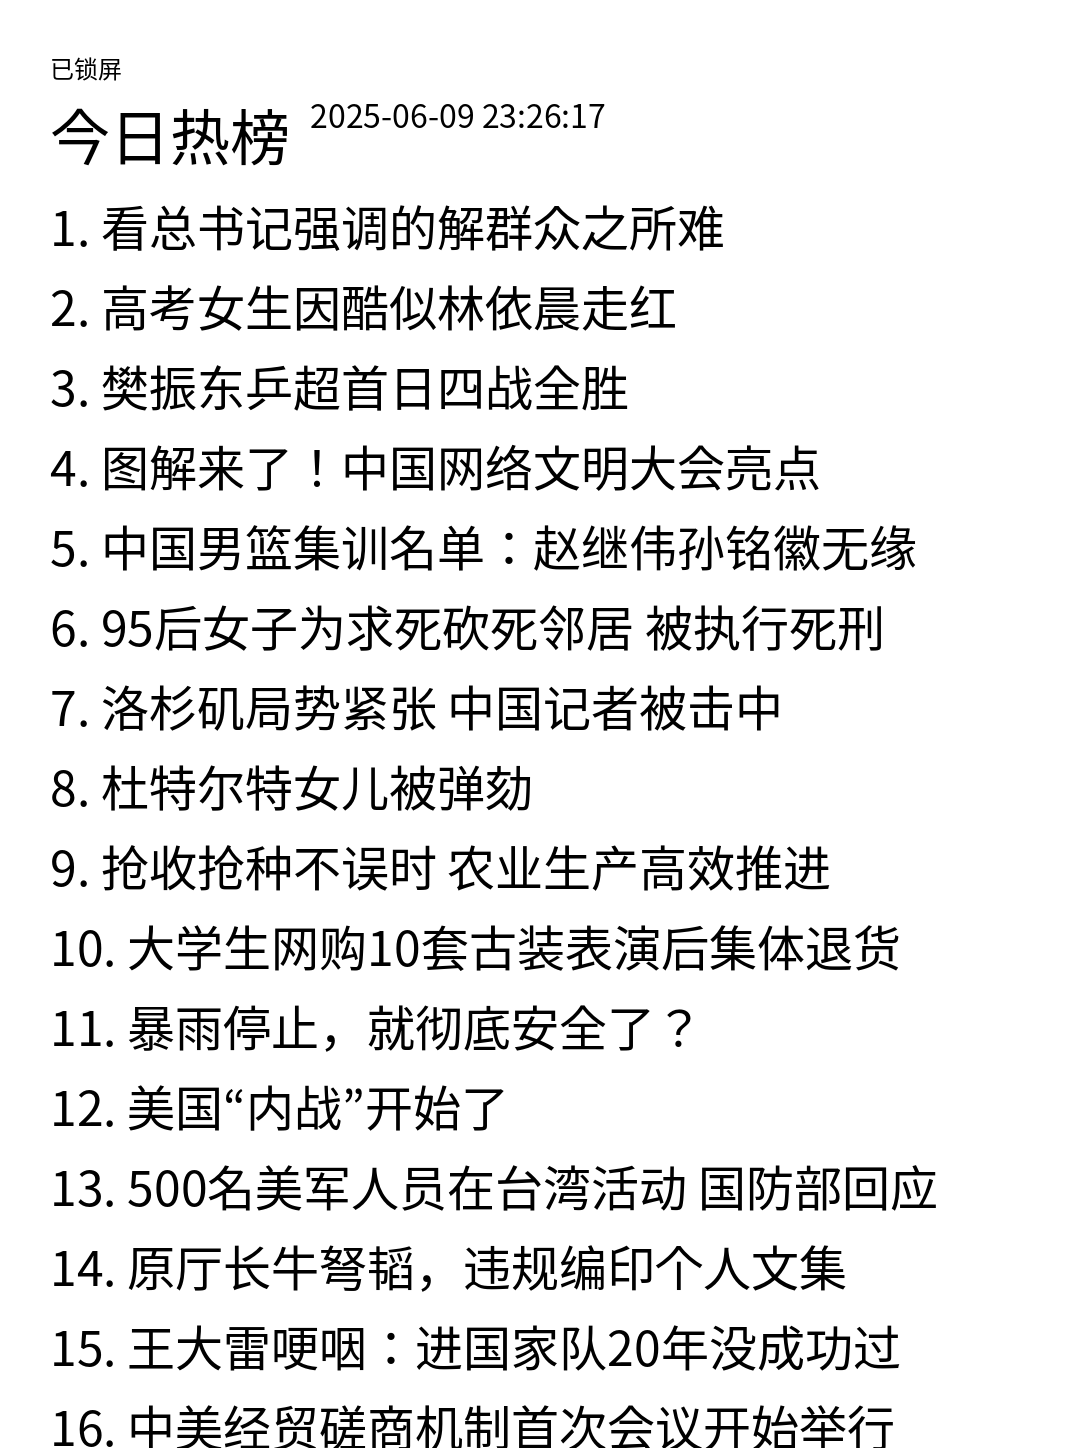 已锁屏
今日热榜 2025-06-09 23:26:17
1. 看总书记强调的解群众之所难
2. 高考女生因酷似林依晨走红
3. 樊振东乒超首日四战全胜
4. 图解来了！中国网络文明大会亮点
5. 中国男篮集训名单：赵继伟孙铭徽无缘
6. 95后女子为求死砍死邻居 被执行死刑
7. 洛杉矶局势紧张 中国记者被击中
8. 杜特尔特女儿被弹劾
9. 抢收抢种不误时 农业生产高效推进
10. 大学生网购10套古装表演后集体退货
11. 暴雨停止，就彻底安全了？
12. 美国“内战”开始了
13. 500名美军人员在台湾活动 国防部回应
14. 原厅长牛弩韬，违规编印个人文集
15. 王大雷哽咽：进国家队20年没成功过
16. 中美经贸磋商机制首次会议开始举行